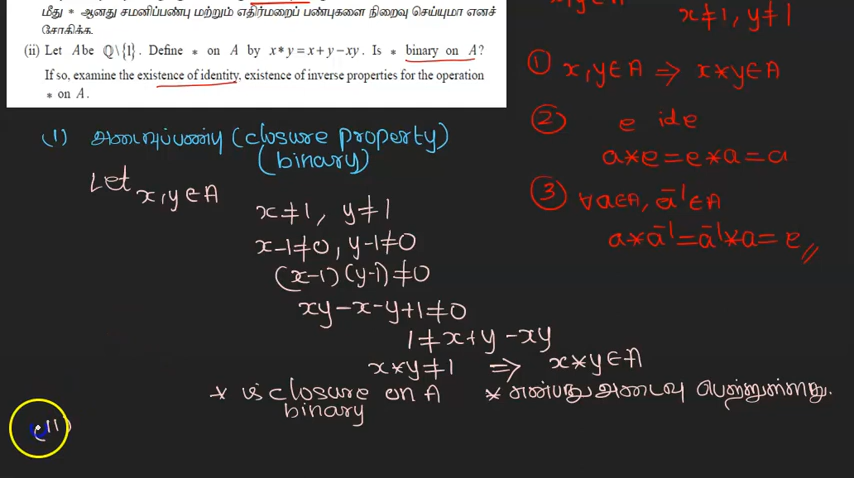 மீது * ஆனது சமனிப்பண்பு மற்றும் எதிர்மறைப் பண்புகளை நிறைவு செய்யுமா எனச்
சோதிக்க.
(ii) Let A be ℚ\{1}. Define * on A by x*y = x + y − xy. Is * binary on A?
If so, examine the existence of identity, existence of inverse properties for the operation
* on A.
x≠1, y≠1
① x,y∈A ⇒ x*y∈A
② e ide
a*e=e*a=a
③ ∀a∈A, a⁻¹∈A
a*a⁻¹=a⁻¹*a=e
(i) அடைவுப்பண்பு (closure property)
(binary)
Let x,y∈A
x≠1, y≠1
x-1≠0, y-1≠0
(x-1)(y-1)≠0
xy-x-y+1≠0
1≠x+y-xy
x*y≠1 ⇒ x*y∈A
* is closure on A * என்பது அடைவு பெற்றுள்ளது.
binary